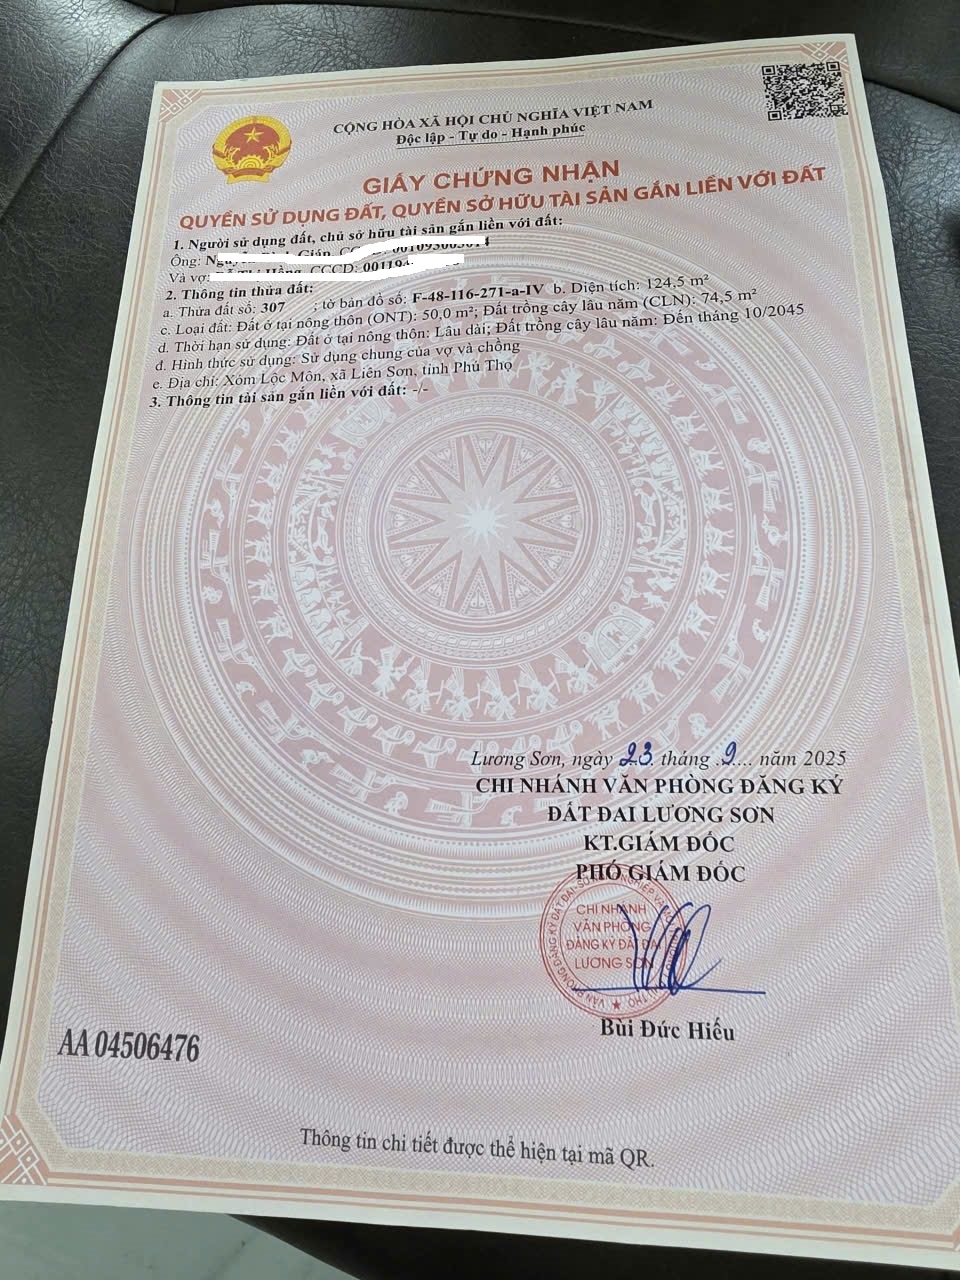 CỘNG HÒA XÃ HỘI CHỦ NGHĨA VIỆT NAM
Độc lập - Tự do - Hạnh phúc
GIẤY CHỨNG NHẬN
QUYỀN SỬ DỤNG ĐẤT, QUYỀN SỞ HỮU TÀI SẢN GẮN LIỀN VỚI ĐẤT
1. Người sử dụng đất, chủ sở hữu tài sản gắn liền với đất:
Ông:
Và vợ: CCCD:
2. Thông tin thửa đất:
a. Thửa đất số: 307 ; tờ bản đồ số: F-48-116-271-a-IV b. Diện tích: 124,5 m²
c. Loại đất: Đất ở tại nông thôn (ONT): 50,0 m²; Đất trồng cây lâu năm (CLN): 74,5 m²
d. Thời hạn sử dụng: Đất ở tại nông thôn: Lâu dài; Đất trồng cây lâu năm: Đến tháng 10/2045
đ. Hình thức sử dụng: Sử dụng chung của vợ và chồng
e. Địa chỉ: Xóm Lộc Môn, xã Liên Sơn, tỉnh Phú Thọ
3. Thông tin tài sản gắn liền với đất: -/-
Lương Sơn, ngày 23 tháng .9.... năm 2025
CHI NHÁNH VĂN PHÒNG ĐĂNG KÝ
ĐẤT ĐAI LƯƠNG SƠN
KT.GIÁM ĐỐC
PHÓ GIÁM ĐỐC
CHI NHÁNH
VĂN PHÒNG
ĐĂNG KÝ ĐẤT ĐAI
LƯƠNG SƠN
Bùi Đức Hiếu
AA 04506476
Thông tin chi tiết được thể hiện tại mã QR.